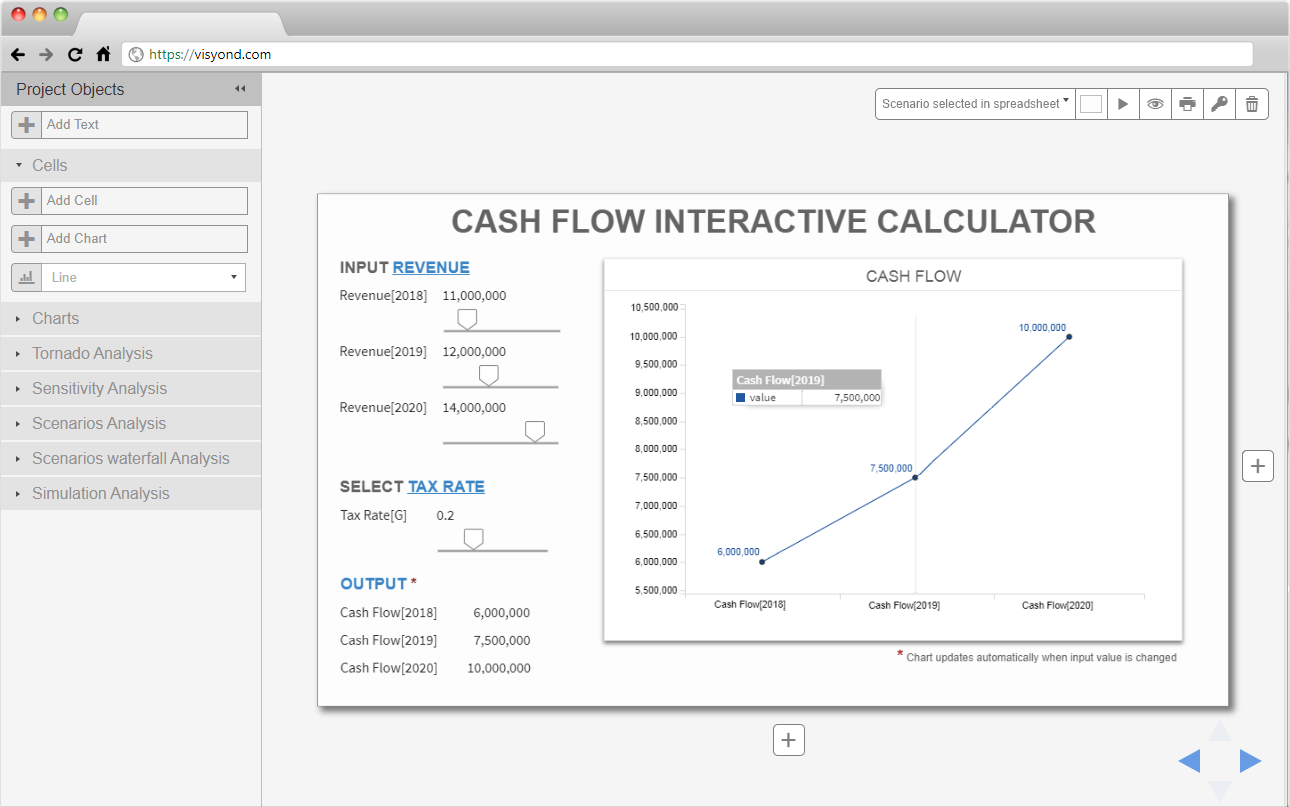 https://visyond.com
Project Objects
Add Text
Cells
Add Cell
Add Chart
Line
Charts
Tornado Analysis
Sensitivity Analysis
Scenarios Analysis
Scenarios waterfall Analysis
Simulation Analysis
Scenario selected in spreadsheet
CASH FLOW INTERACTIVE CALCULATOR
INPUT REVENUE
Revenue[2018] 11,000,000
Revenue[2019] 12,000,000
Revenue[2020] 14,000,000
SELECT TAX RATE
Tax Rate[G] 0.2
OUTPUT *
Cash Flow[2018] 6,000,000
Cash Flow[2019] 7,500,000
Cash Flow[2020] 10,000,000
CASH FLOW
10,500,000
10,000,000
9,500,000
9,000,000
8,500,000
8,000,000
7,500,000
7,000,000
6,500,000
6,000,000
5,500,000
6,000,000
7,500,000
10,000,000
Cash Flow[2019]
value 7,500,000
Cash Flow[2018] Cash Flow[2019] Cash Flow[2020]
* Chart updates automatically when input value is changed